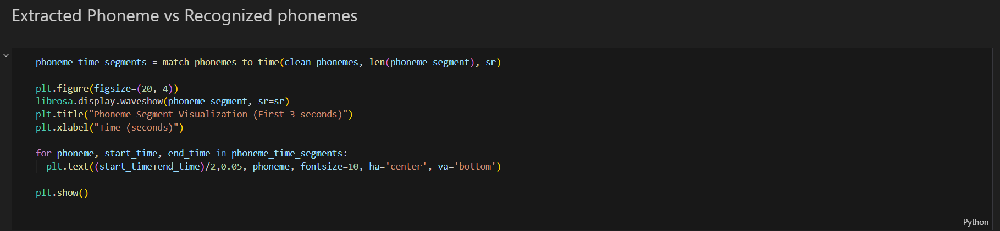 Extracted Phoneme vs Recognized phonemes
phoneme_time_segments = match_phonemes_to_time(clean_phonemes, len(phoneme_segment), sr)
plt.figure(figsize=(20, 4))
librosa.display.waveshow(phoneme_segment, sr=sr)
plt.title("Phoneme Segment Visualization (First 3 seconds)")
plt.xlabel("Time (seconds)")
for phoneme, start_time, end_time in phoneme_time_segments:
plt.text((start_time+end_time)/2,0.05, phoneme, fontsize=10, ha='center', va='bottom')
plt.show()
Python